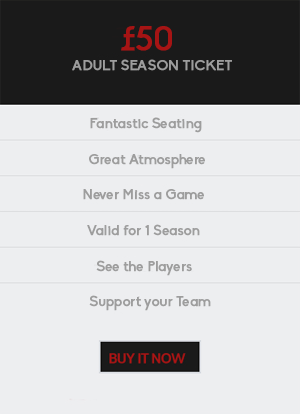 £50
ADULT SEASON TICKET
Fantastic Seating
Great Atmosphere
Never Miss a Game
Valid for 1 Season
See the Players
Support your Team
BUY IT NOW